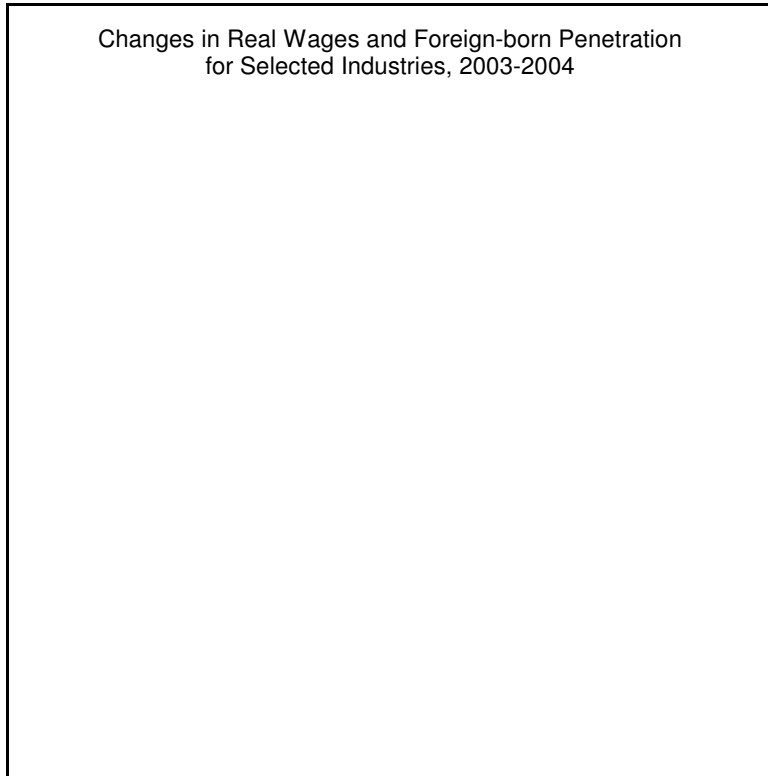 Changes in Real Wages and Foreign-born Penetration
for Selected Industries, 2003-2004